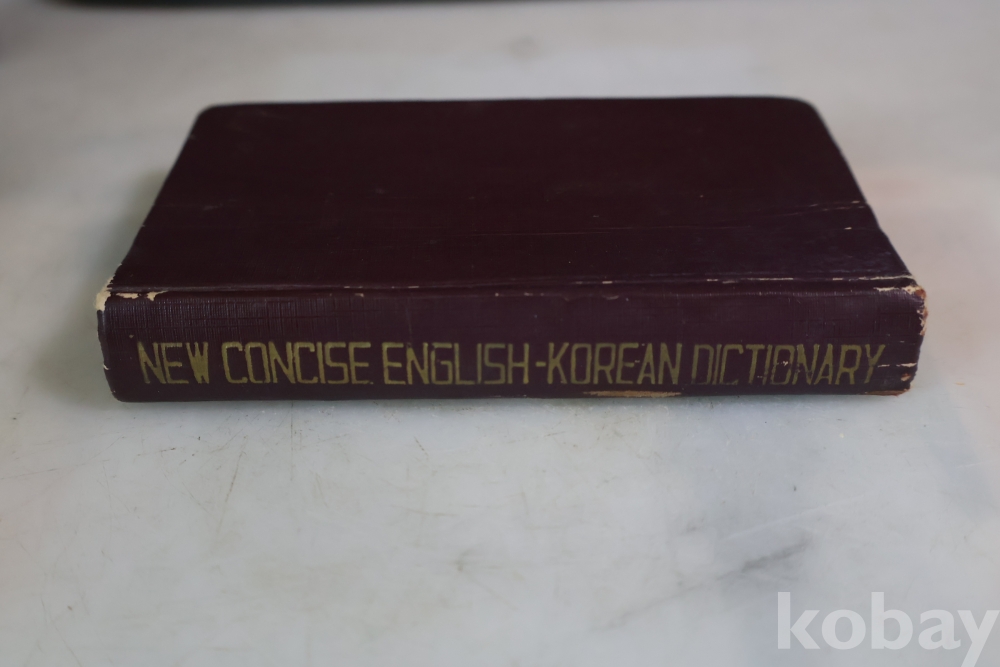 NEW CONCISE ENGLISH-KOREAN DICTIONARY
kobay